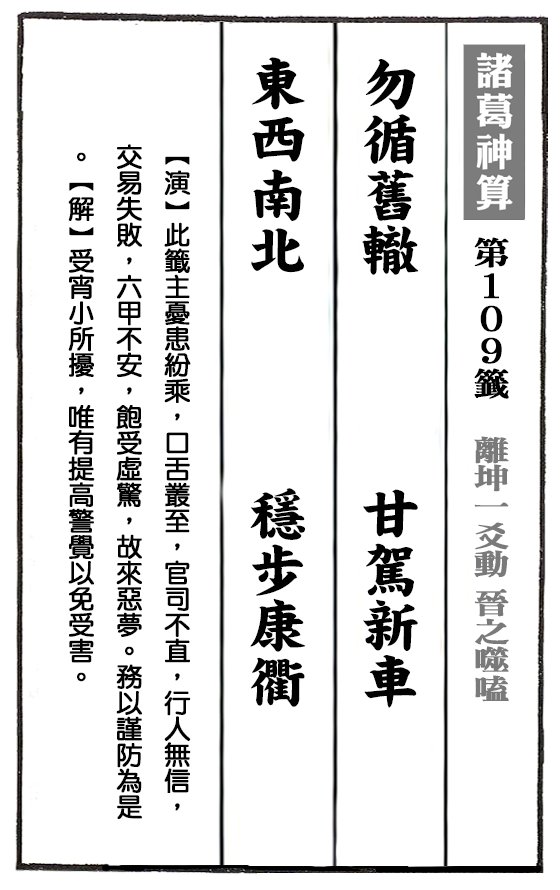 諸葛神算 第109籤 離坤一爻動 晉之噬嗑
勿循舊轍 甘駕新車
東西南北 穩步康衢
【演】此籤主憂患紛乘，口舌叢至，官司不直，行人無信，
交易失敗，六甲不安，飽受虛驚，故來惡夢。務以謹防為是
。【解】受宵小所擾，唯有提高警覺以免受害。